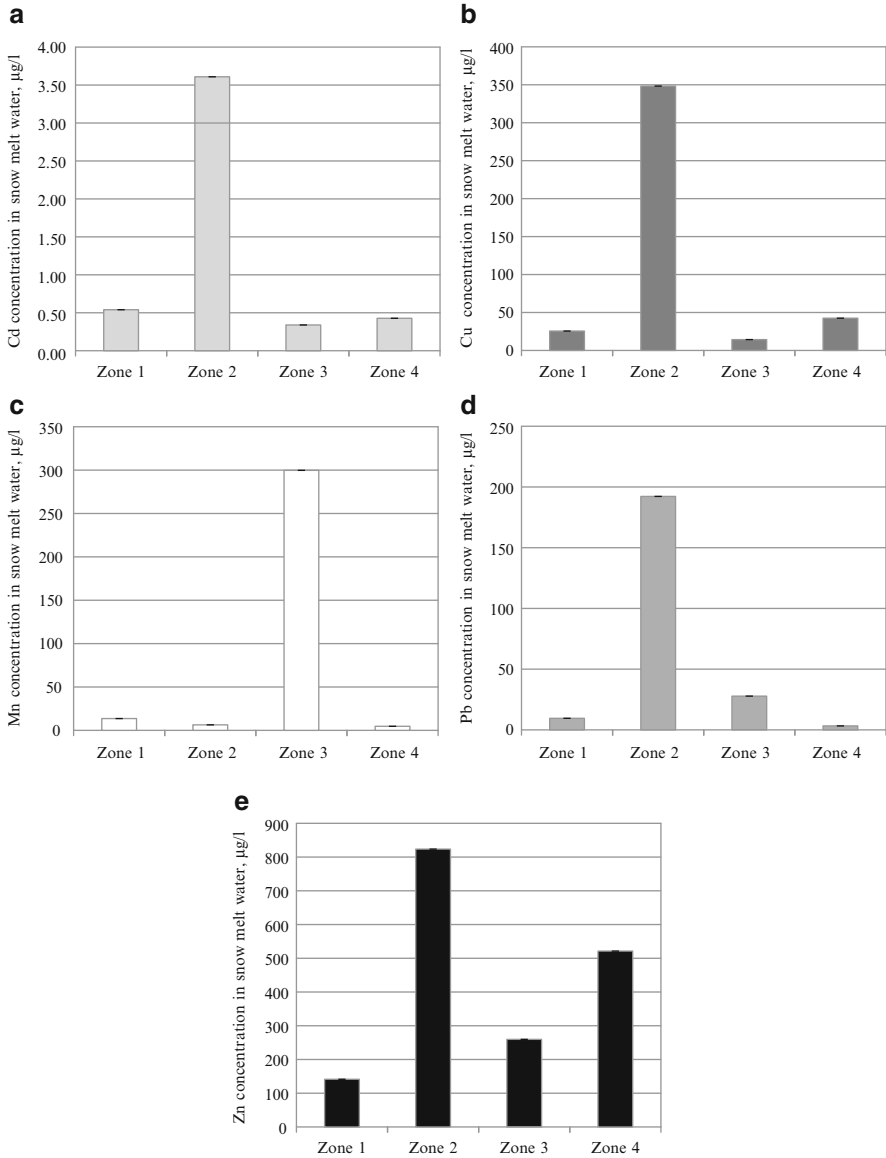 a
Cd concentration in snow melt water, µg/l
4.00
3.50
3.00
2.50
2.00
1.50
1.00
0.50
0.00
Zone 1 Zone 2 Zone 3 Zone 4
b
Cu concentration in snow melt water, µg/l
400
350
300
250
200
150
100
50
0
Zone 1 Zone 2 Zone 3 Zone 4
c
Mn concentration in snow melt water, µg/l
350
300
250
200
150
100
50
0
Zone 1 Zone 2 Zone 3 Zone 4
d
Pb concentration in snow melt water, µg/l
250
200
150
100
50
0
Zone 1 Zone 2 Zone 3 Zone 4
e
Zn concentration in snow melt water, µg/l
900
800
700
600
500
400
300
200
100
0
Zone 1 Zone 2 Zone 3 Zone 4